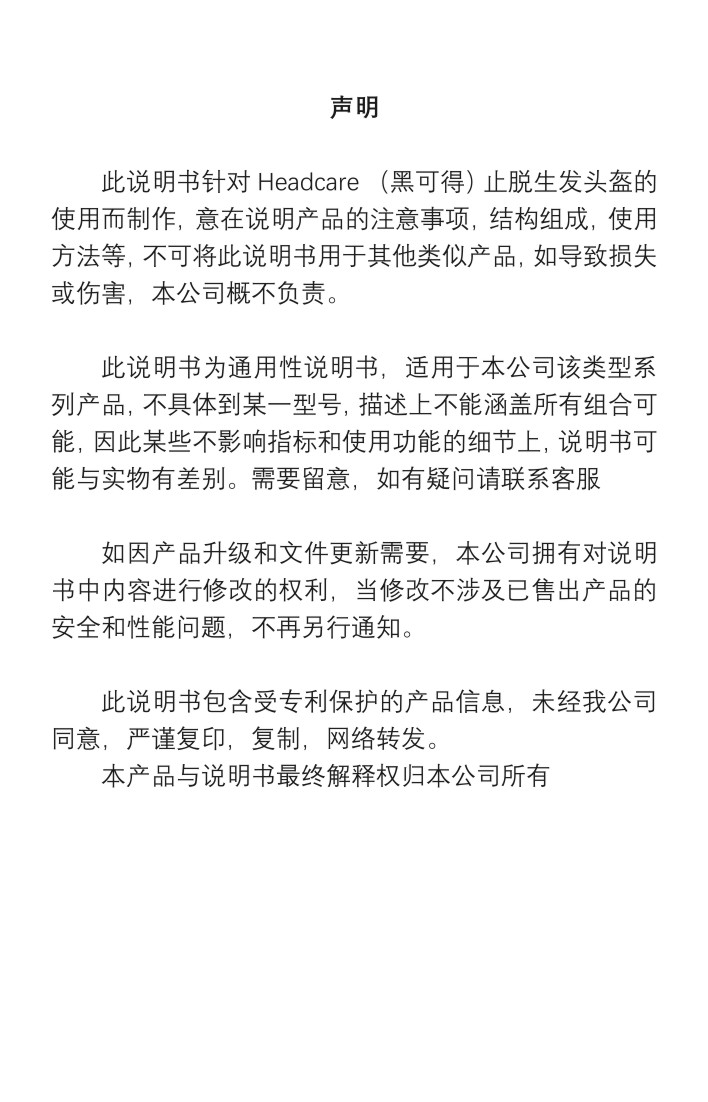 声明
此说明书针对 Headcare （黑可得）止脱生发头盔的
使用而制作，意在说明产品的注意事项，结构组成，使用
方法等，不可将此说明书用于其他类似产品，如导致损失
或伤害，本公司概不负责。
此说明书为通用性说明书，适用于本公司该类型系
列产品，不具体到某一型号，描述上不能涵盖所有组合可
能，因此某些不影响指标和使用功能的细节上，说明书可
能与实物有差别。需要留意，如有疑问请联系客服
如因产品升级和文件更新需要，本公司拥有对说明
书中内容进行修改的权利，当修改不涉及已售出产品的
安全和性能问题，不再另行通知。
此说明书包含受专利保护的产品信息，未经我公司
同意，严谨复印，复制，网络转发。
本产品与说明书最终解释权归本公司所有